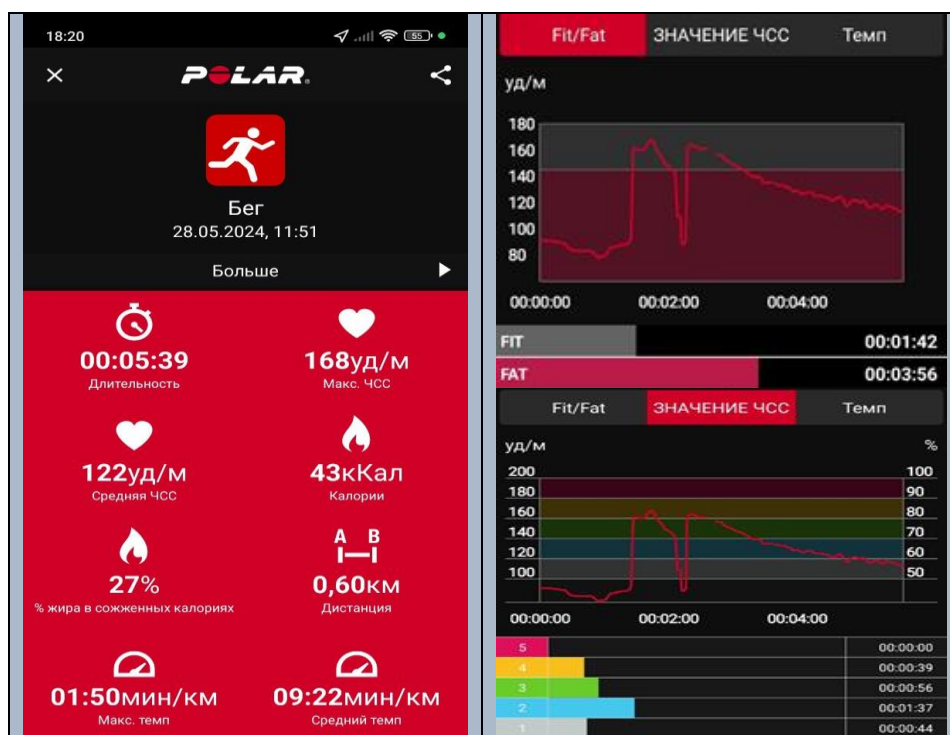 18:20
55
POLAR
Бег
28.05.2024, 11:51
Больше
00:05:39
Длительность
168уд/м
Макс. ЧСС
122уд/м
Средняя ЧСС
43кКал
Калории
27%
% жира в сожженных калориях
A B
0,60км
Дистанция
01:50мин/км
Макс. темп
09:22мин/км
Средний темп
Fit/Fat ЗНАЧЕНИЕ ЧСС Темп
уд/м
180
160
140
120
100
80
00:00:00 00:02:00 00:04:00
FIT 00:01:42
FAT 00:03:56
Fit/Fat ЗНАЧЕНИЕ ЧСС Темп
уд/м %
200 100
180 90
160 80
140 70
120 60
100 50
00:00:00 00:02:00 00:04:00
5 00:00:00
4 00:00:39
3 00:00:56
2 00:01:37
1 00:00:44